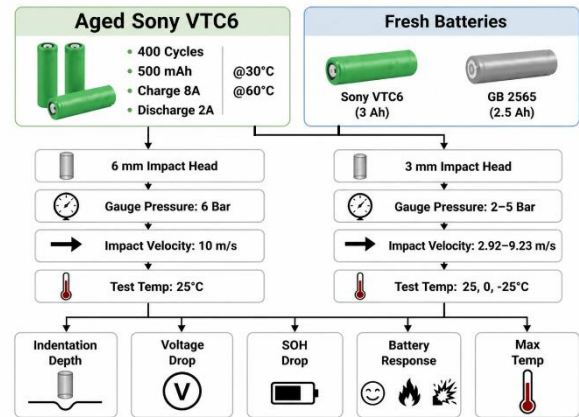 Aged Sony VTC6
• 400 Cycles
• 500 mAh
• Charge 8A
• Discharge 2A
@30°C
@60°C
Fresh Batteries
Sony VTC6
(3 Ah)
GB 2565
(2.5 Ah)
6 mm Impact Head
Gauge Pressure: 6 Bar
Impact Velocity: 10 m/s
Test Temp: 25°C
3 mm Impact Head
Gauge Pressure: 2–5 Bar
Impact Velocity: 2.92–9.23 m/s
Test Temp: 25, 0, -25°C
Indentation
Depth
Voltage
Drop
V
SOH
Drop
Battery
Response
Max
Temp